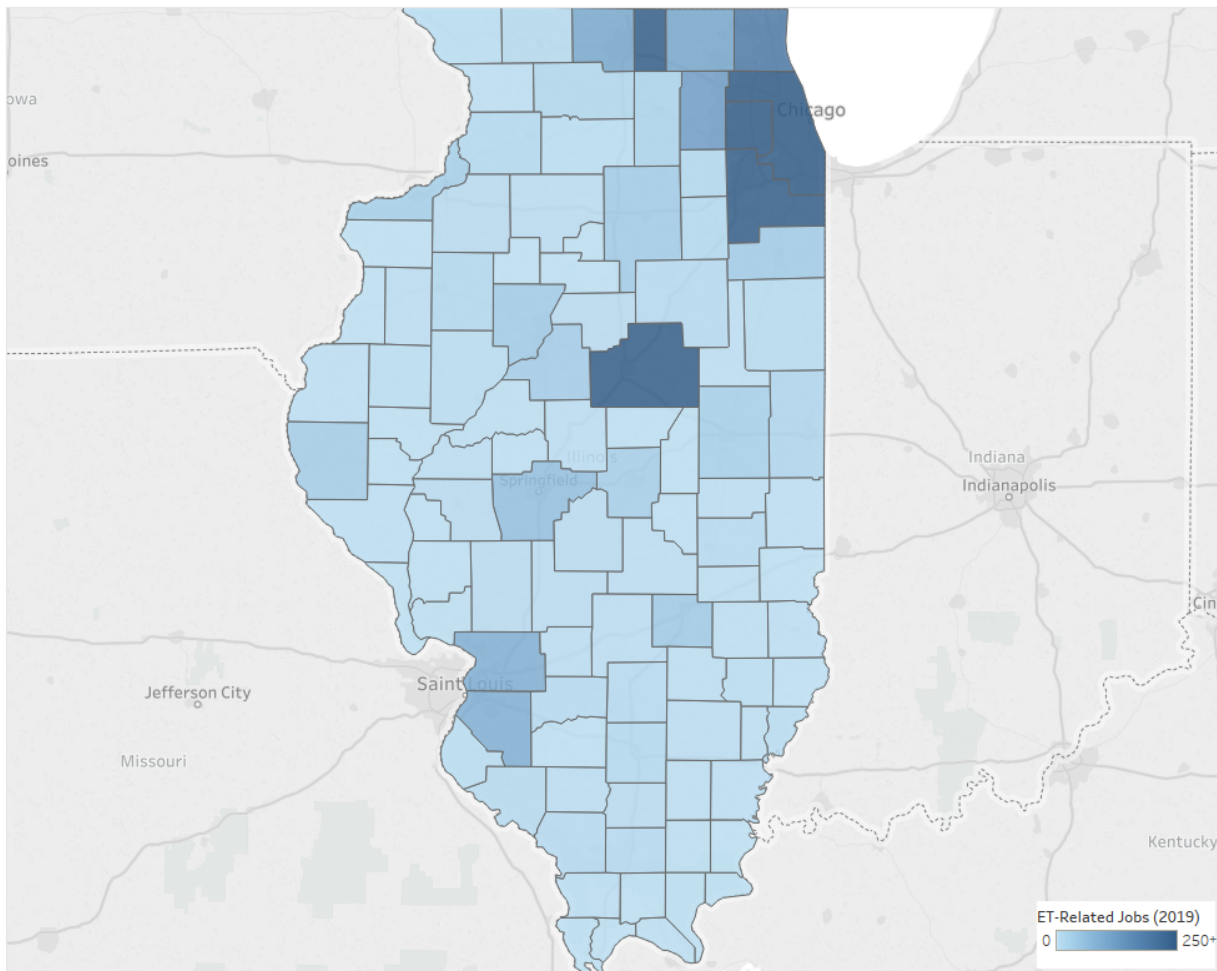 Chicago
owa
oines
Illinois
Springfield
Indiana
Indianapolis
Cin
Saint Louis
Jefferson City
Missouri
Kentucky
ET-Related Jobs (2019)
0 250+